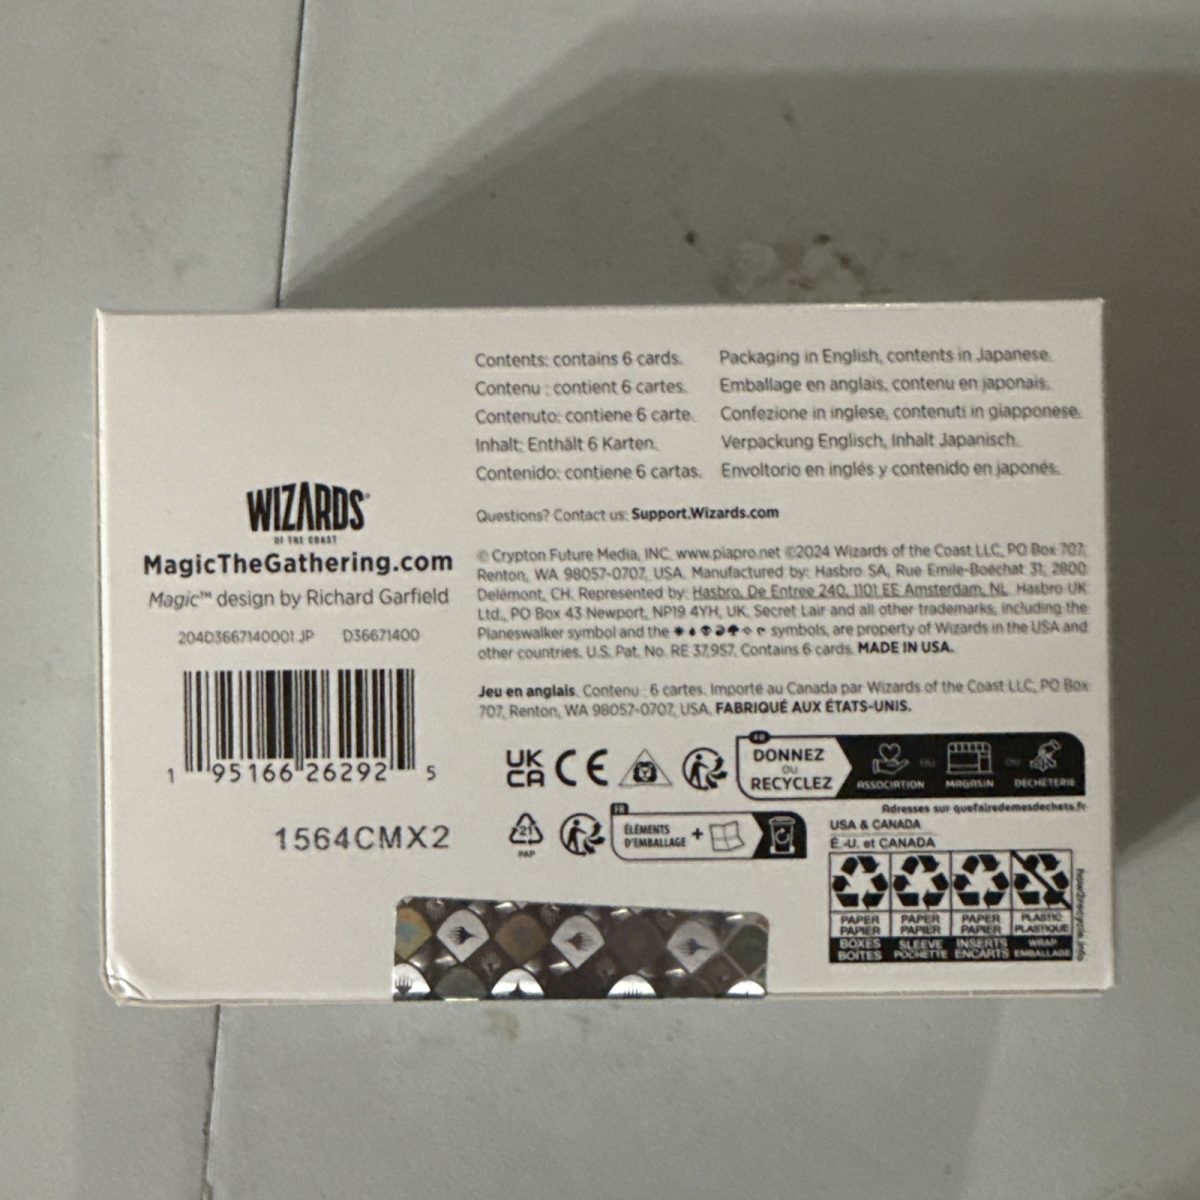 Contents: contains 6 cards.
Contenu : contient 6 cartes.
Contenuto: contiene 6 carte.
Inhalt: Enthält 6 Karten.
Contenido: contiene 6 cartas.
Packaging in English, contents in Japanese.
Emballage en anglais, contenu en japonais.
Confezione in inglese, contenuti in giapponese.
Verpackung Englisch, Inhalt Japanisch.
Envoltorio en inglés y contenido en japonés.
Questions? Contact us: Support.Wizards.com
© Crypton Future Media, INC. www.piapro.net ©2024 Wizards of the Coast LLC, PO Box 707,
Renton, WA 98057-0707, USA. Manufactured by: Hasbro SA, Rue Emile-Boéchat 31, 2800
Delémont, CH. Represented by: Hasbro, De Entree 240, 1101 EE Amsterdam, NL. Hasbro UK
Ltd., PO Box 43 Newport, NP19 4YH, UK. Secret Lair and all other trademarks, including the
Planeswalker symbol and the symbols, are property of Wizards in the USA and
other countries. U.S. Pat. No. RE 37,957. Contains 6 cards. MADE IN USA.
Jeu en anglais. Contenu : 6 cartes. Importé au Canada par Wizards of the Coast LLC, PO Box
707, Renton, WA 98057-0707, USA. FABRIQUÉ AUX ÉTATS-UNIS.
WIZARDS®
OF THE COAST
MagicTheGathering.com
Magic™ design by Richard Garfield
204D3667140001 JP D36671400
1 95166 26292 5
1564CMX2
UK
CA
CE
FR
DONNEZ
OU
RECYCLEZ
ASSOCIATION
OU
MAGASIN
OU
DÉCHÈTERIE
Adresses sur quefairedemesdechets.fr
21
PAP
FR
ÉLÉMENTS
D'EMBALLAGE
+
USA & CANADA
É.-U. et CANADA
PAPER PAPER PAPER PLASTIC
PAPIER PAPIER PAPIER PLASTIQUE
BOXES SLEEVE INSERTS WRAP
BOÎTES POCHETTE ENCARTS EMBALLAGE
how2recycle.info